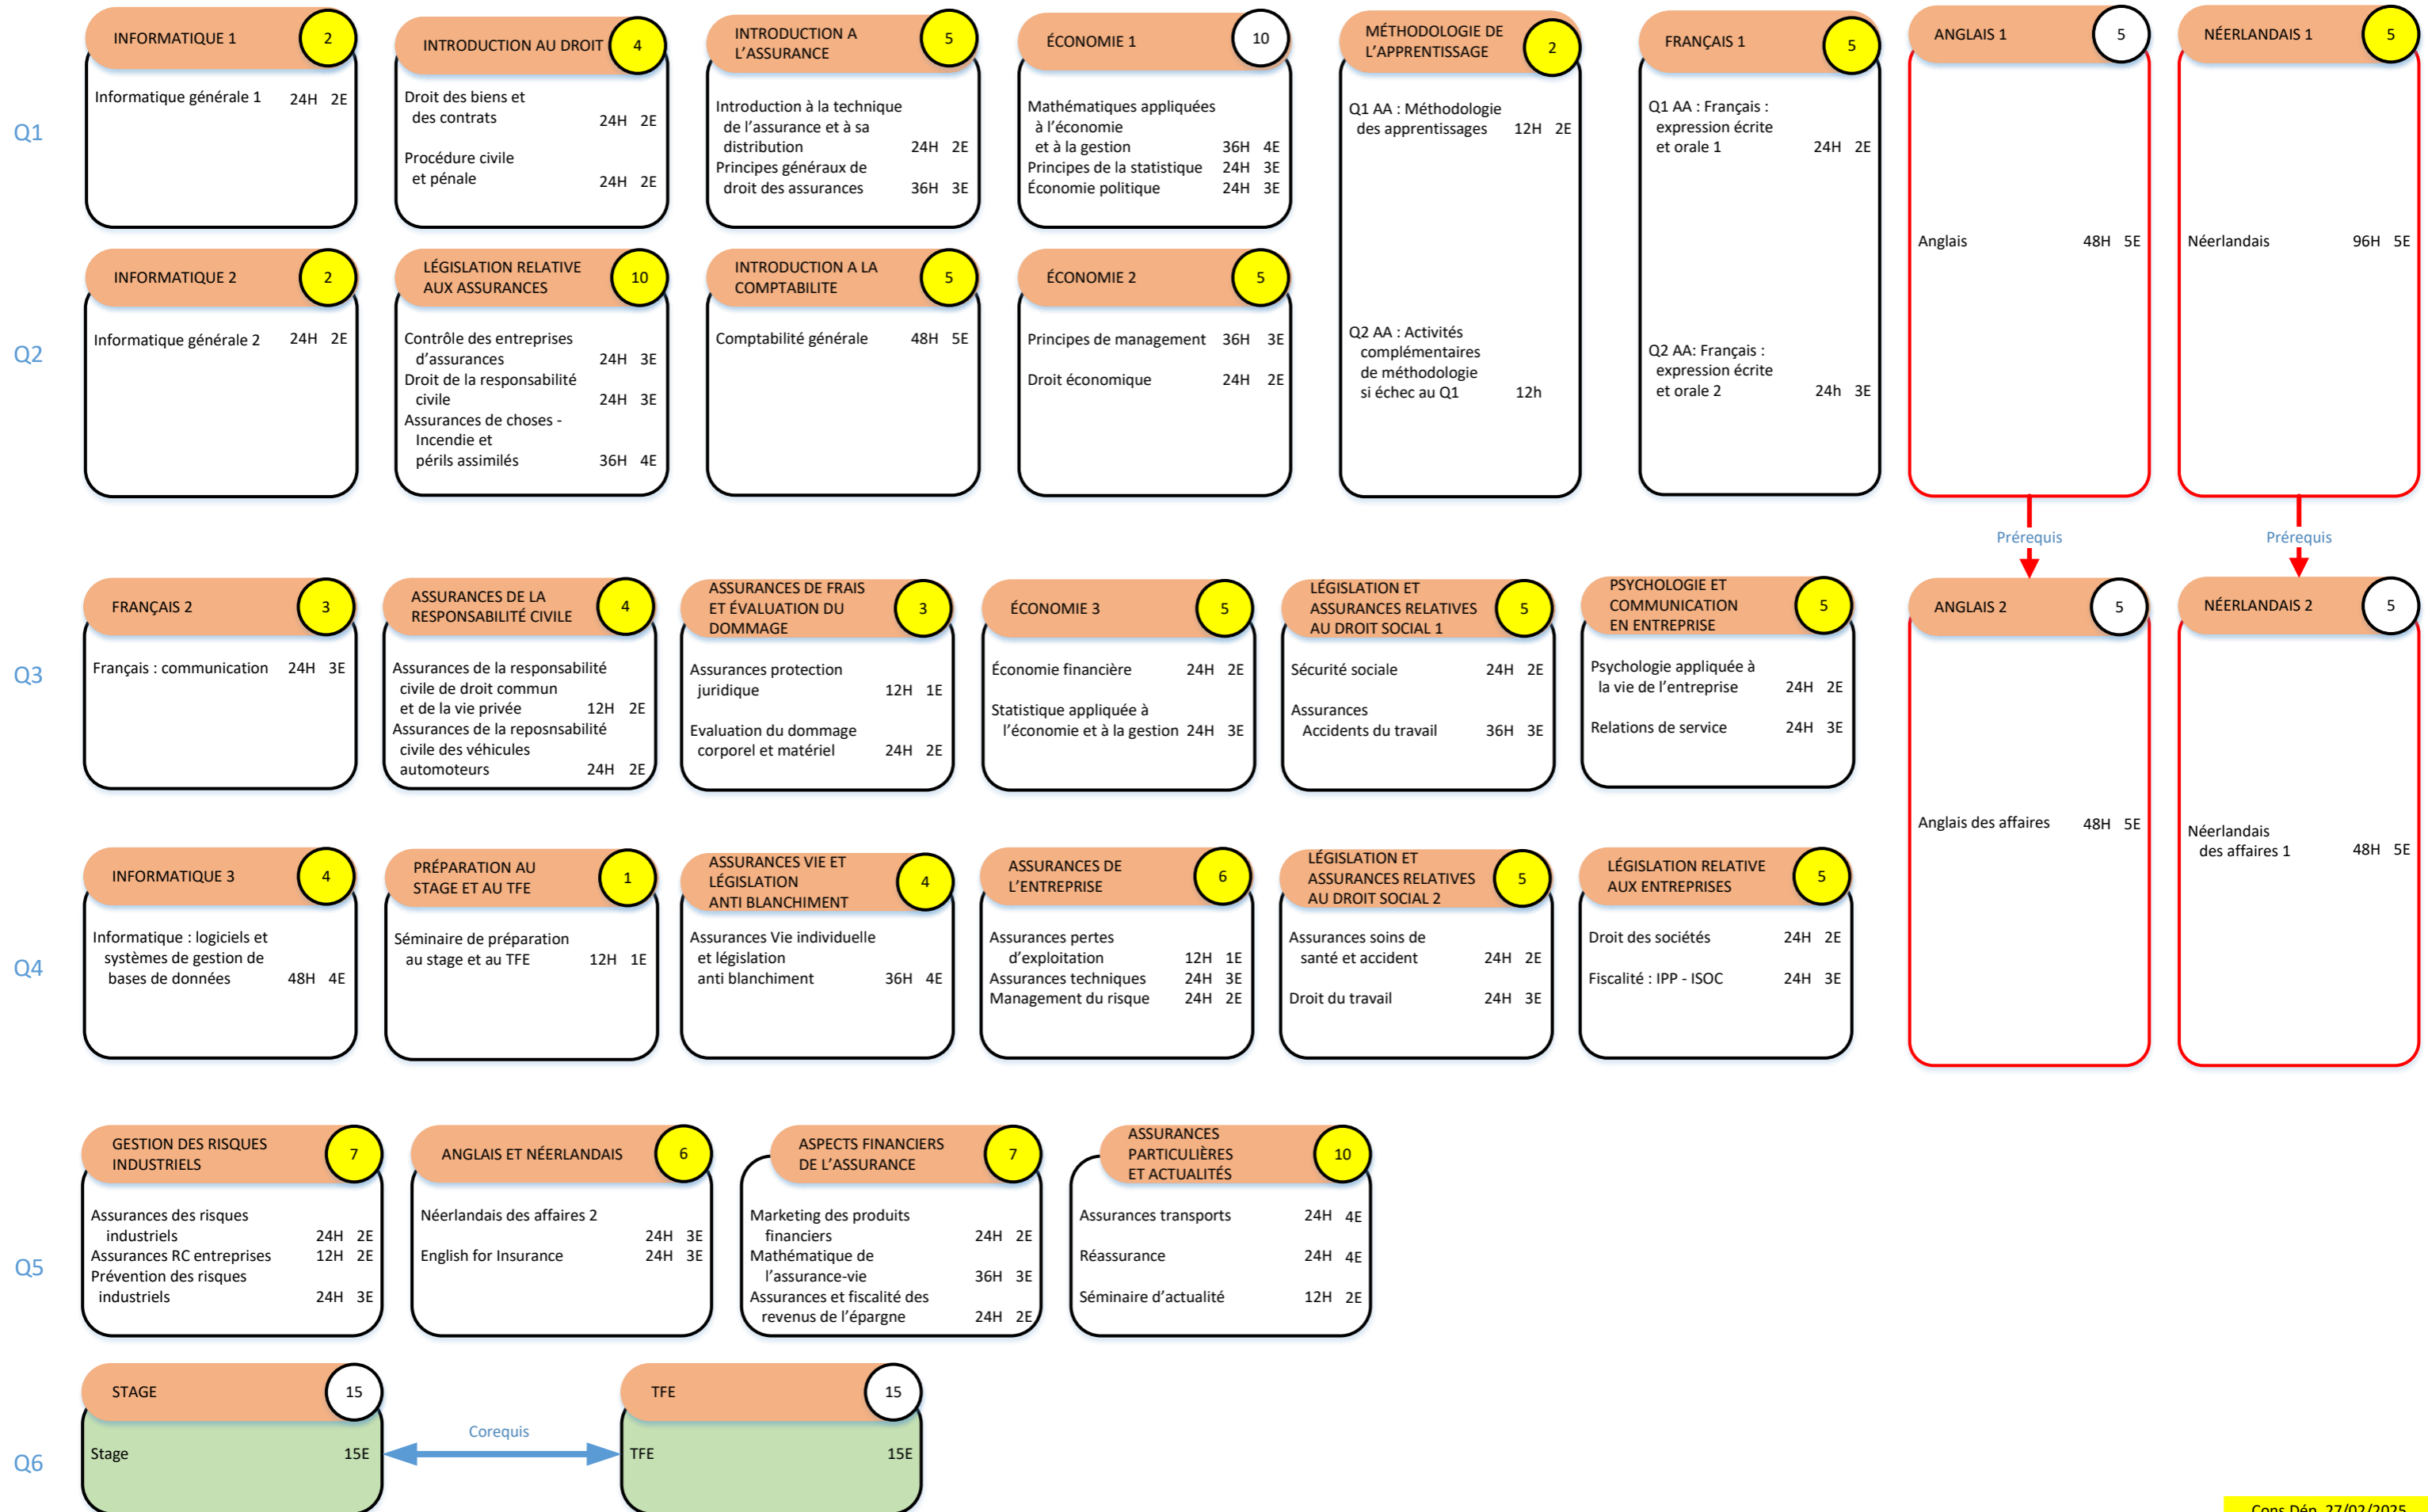 INFORMATIQUE 1
2
Informatique générale 1 24H 2E
INTRODUCTION AU DROIT
4
Droit des biens et
des contrats 24H 2E
Procédure civile
et pénale 24H 2E
INTRODUCTION A
L’ASSURANCE
5
Introduction à la technique
de l’assurance et à sa
distribution 24H 2E
Principes généraux de
droit des assurances 36H 3E
ÉCONOMIE 1
10
Mathématiques appliquées
à l’économie
et à la gestion 36H 4E
Principes de la statistique 24H 3E
Économie politique 24H 3E
MÉTHODOLOGIE DE
L’APPRENTISSAGE
2
Q1 AA : Méthodologie
des apprentissages 12H 2E
Q2 AA : Activités
complémentaires
de méthodologie
si échec au Q1 12h
FRANÇAIS 1
5
Q1 AA : Français :
expression écrite
et orale 1 24H 2E
Q2 AA: Français :
expression écrite
et orale 2 24h 3E
ANGLAIS 1
5
Anglais 48H 5E
NÉERLANDAIS 1
5
Néerlandais 96H 5E
Q1
INFORMATIQUE 2
2
Informatique générale 2 24H 2E
LÉGISLATION RELATIVE
AUX ASSURANCES
10
Contrôle des entreprises
d’assurances 24H 3E
Droit de la responsabilité
civile 24H 3E
Assurances de choses -
Incendie et
périls assimilés 36H 4E
INTRODUCTION A LA
COMPTABILITE
5
Comptabilité générale 48H 5E
ÉCONOMIE 2
5
Principes de management 36H 3E
Droit économique 24H 2E
Q2
Prérequis
Prérequis
FRANÇAIS 2
3
Français : communication 24H 3E
ASSURANCES DE LA
RESPONSABILITÉ CIVILE
4
Assurances de la responsabilité
civile de droit commun
et de la vie privée 12H 2E
Assurances de la reposnsabilité
civile des véhicules
automoteurs 24H 2E
ASSURANCES DE FRAIS
ET ÉVALUATION DU
DOMMAGE
3
Assurances protection
juridique 12H 1E
Evaluation du dommage
corporel et matériel 24H 2E
ÉCONOMIE 3
5
Économie financière 24H 2E
Statistique appliquée à
l’économie et à la gestion 24H 3E
LÉGISLATION ET
ASSURANCES RELATIVES
AU DROIT SOCIAL 1
5
Sécurité sociale 24H 2E
Assurances
Accidents du travail 36H 3E
PSYCHOLOGIE ET
COMMUNICATION
EN ENTREPRISE
5
Psychologie appliquée à
la vie de l’entreprise 24H 2E
Relations de service 24H 3E
ANGLAIS 2
5
Anglais des affaires 48H 5E
NÉERLANDAIS 2
5
Néerlandais
des affaires 1 48H 5E
Q3
INFORMATIQUE 3
4
Informatique : logiciels et
systèmes de gestion de
bases de données 48H 4E
PRÉPARATION AU
STAGE ET AU TFE
1
Séminaire de préparation
au stage et au TFE 12H 1E
ASSURANCES VIE ET
LÉGISLATION
ANTI BLANCHIMENT
4
Assurances Vie individuelle
et législation
anti blanchiment 36H 4E
ASSURANCES DE
L’ENTREPRISE
6
Assurances pertes
d’exploitation 12H 1E
Assurances techniques 24H 3E
Management du risque 24H 2E
LÉGISLATION ET
ASSURANCES RELATIVES
AU DROIT SOCIAL 2
5
Assurances soins de
santé et accident 24H 2E
Droit du travail 24H 3E
LÉGISLATION RELATIVE
AUX ENTREPRISES
5
Droit des sociétés 24H 2E
Fiscalité : IPP - ISOC 24H 3E
Q4
GESTION DES RISQUES
INDUSTRIELS
7
Assurances des risques
industriels 24H 2E
Assurances RC entreprises 12H 2E
Prévention des risques
industriels 24H 3E
ANGLAIS ET NÉERLANDAIS
6
Néerlandais des affaires 2
24H 3E
English for Insurance 24H 3E
ASPECTS FINANCIERS
DE L’ASSURANCE
7
Marketing des produits
financiers 24H 2E
Mathématique de
l’assurance-vie 36H 3E
Assurances et fiscalité des
revenus de l’épargne 24H 2E
ASSURANCES
PARTICULIÈRES
ET ACTUALITÉS
10
Assurances transports 24H 4E
Réassurance 24H 4E
Séminaire d’actualité 12H 2E
Q5
STAGE
15
Stage 15E
Corequis
TFE
15
TFE 15E
Q6
Cons Dép. 27/02/2025